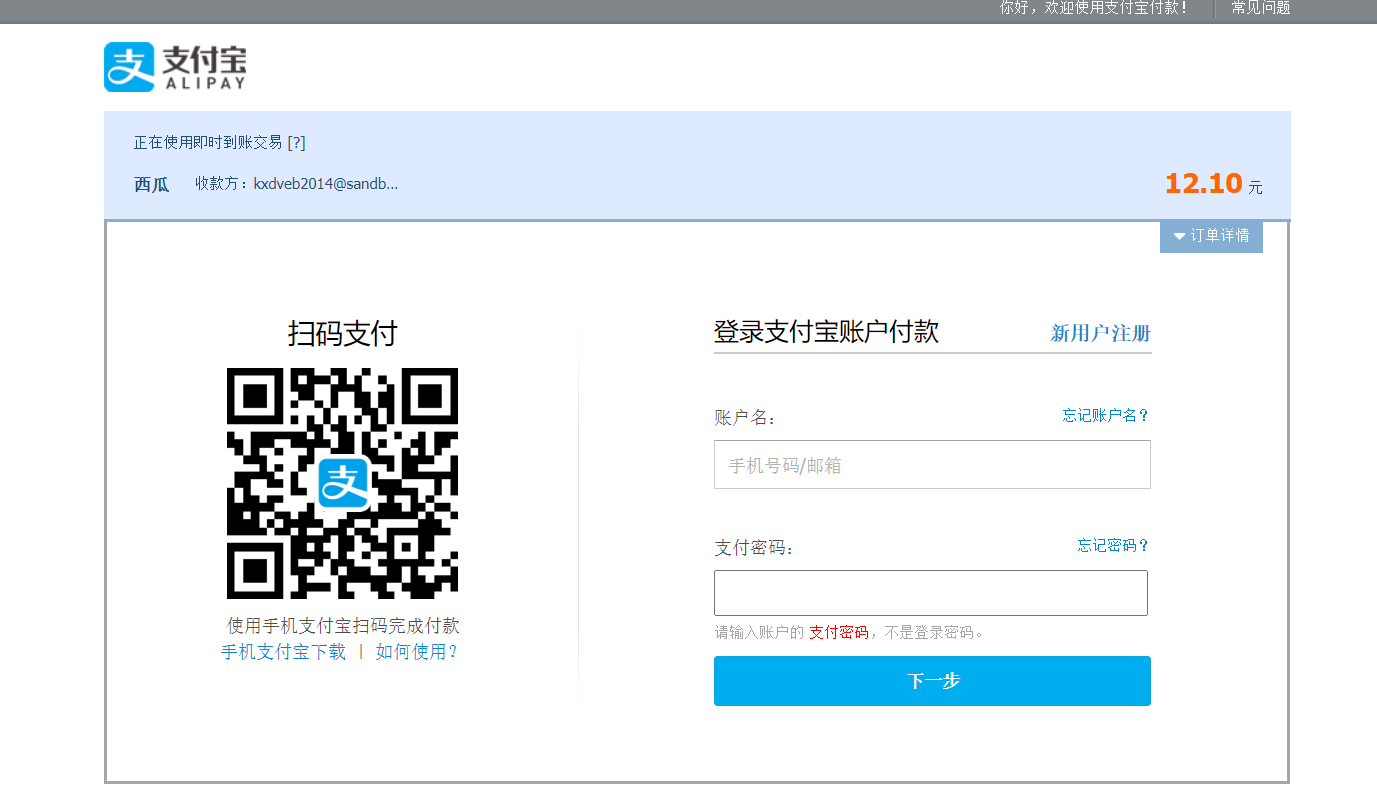 你好，欢迎使用支付宝付款！ 常见问题
支 支付宝
ALIPAY
正在使用即时到账交易 [?]
西瓜 收款方：kxdveb2014@sandb... 12.10 元
订单详情
扫码支付
支
使用手机支付宝扫码完成付款
手机支付宝下载 | 如何使用？
登录支付宝账户付款 新用户注册
账户名： 忘记账户名？
手机号码/邮箱
支付密码： 忘记密码？
请输入账户的 支付密码，不是登录密码。
下一步